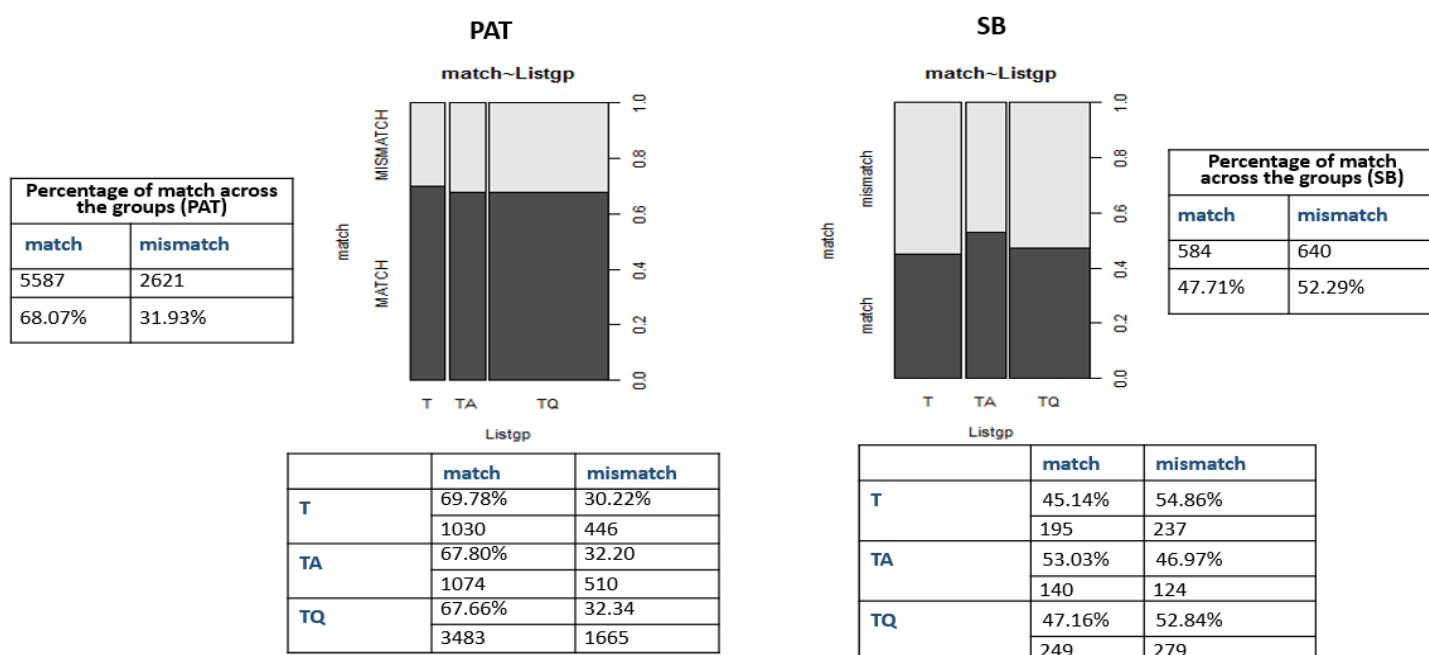 PAT
match~Listgp
MISMATCH
MATCH
match
1.0
0.8
0.6
0.4
0.2
0.0
T TA TQ
Listgp
Percentage of match across
the groups (PAT)
match mismatch
5587 2621
68.07% 31.93%
match mismatch
T 69.78% 30.22%
1030 446
TA 67.80% 32.20
1074 510
TQ 67.66% 32.34
3483 1665
SB
match~Listgp
mismatch
match
match
1.0
0.8
0.6
0.4
0.2
0.0
T TA TQ
Listgp
Percentage of match
across the groups (SB)
match mismatch
584 640
47.71% 52.29%
match mismatch
T 45.14% 54.86%
195 237
TA 53.03% 46.97%
140 124
TQ 47.16% 52.84%
249 279